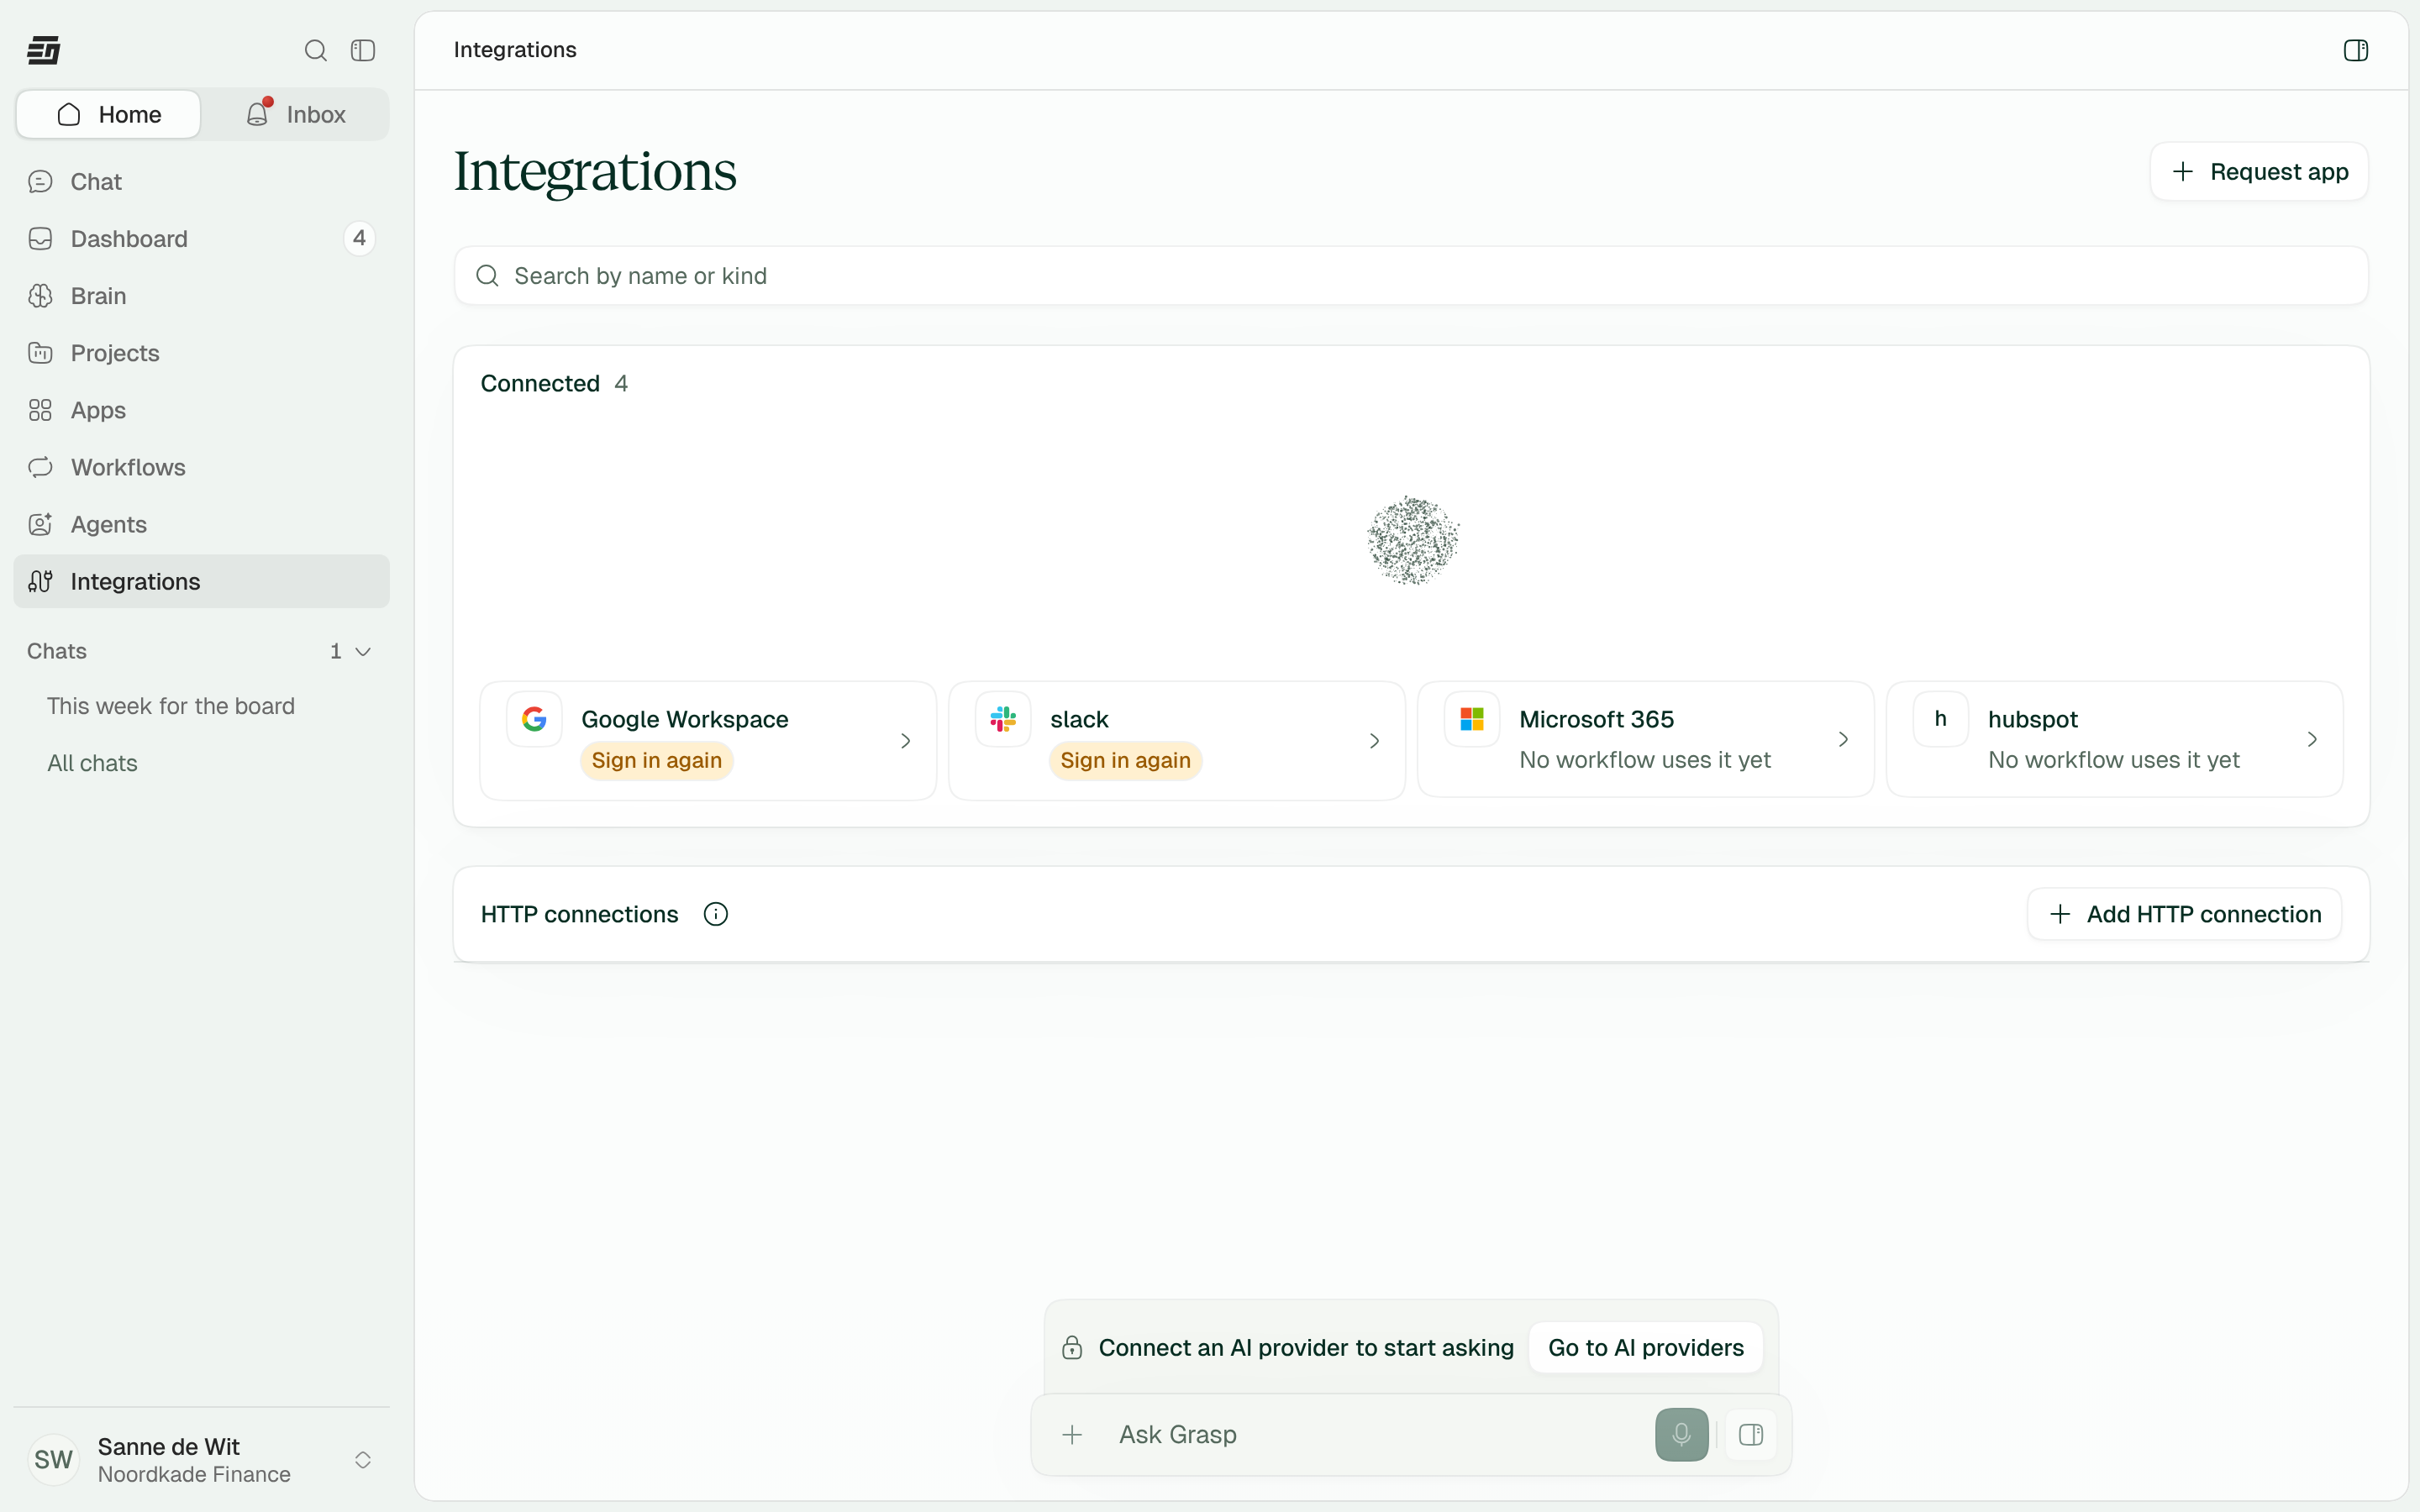 Integrations
Home
Inbox
Chat
Dashboard 4
Brain
Projects
Apps
Workflows
Agents
Integrations
Chats 1
This week for the board
All chats
SW
Sanne de Wit
Noordkade Finance
Integrations
Request app
Search by name or kind
Connected 4
Google Workspace
Sign in again
slack
Sign in again
Microsoft 365
No workflow uses it yet
h
hubspot
No workflow uses it yet
HTTP connections
Add HTTP connection
Connect an AI provider to start asking
Go to AI providers
Ask Grasp